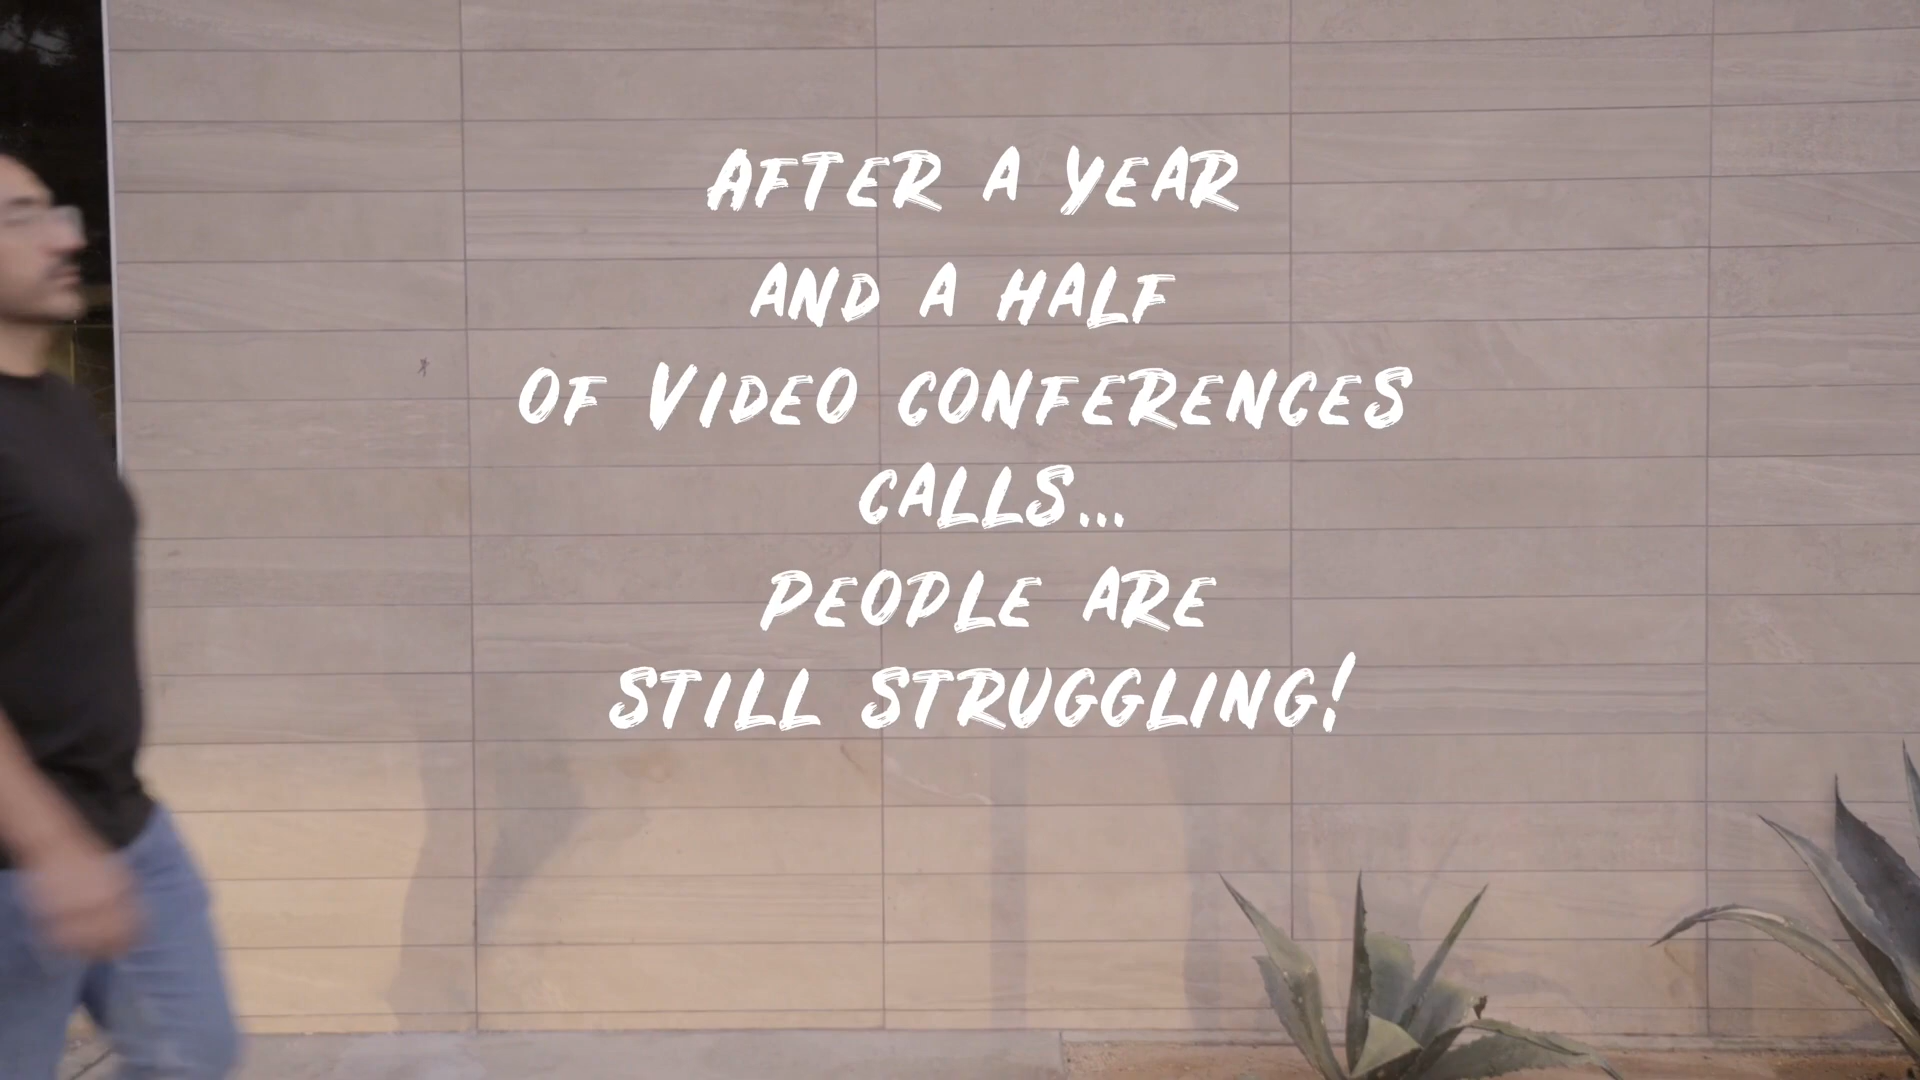 AFTER A YEAR
AND A HALF
OF VIDEO CONFERENCES
CALLS...
PEOPLE ARE
STILL STRUGGLING!